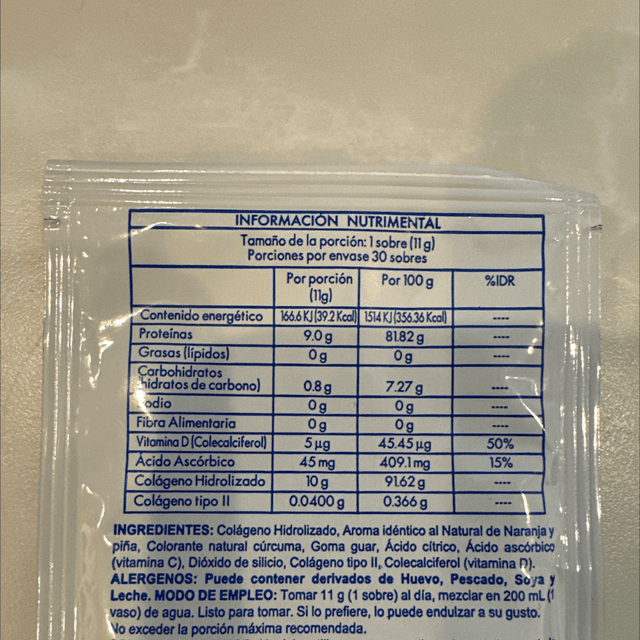 INFORMACIÓN NUTRIMENTAL
Tamaño de la porción: 1 sobre (11 g)
Porciones por envase 30 sobres
Por porción (11g) Por 100 g %IDR
Contenido energético 166.6 KJ (39.2 Kcal) 1514 KJ (356.36 Kcal) ----
Proteínas 9.0 g 81.82 g ----
Grasas (lípidos) 0 g 0 g ----
Carbohidratos
hidratos de carbono) 0.8 g 7.27 g ----
odio 0 g 0 g ----
Fibra Alimentaria 0 g 0 g ----
Vitamina D (Colecalciferol) 5 µg 45.45 µg 50%
Ácido Ascórbico 45 mg 409.1 mg 15%
Colágeno Hidrolizado 10 g 91.62 g ----
Colágeno tipo II 0.0400 g 0.366 g ----
INGREDIENTES: Colágeno Hidrolizado, Aroma idéntico al Natural de Naranja y
piña, Colorante natural cúrcuma, Goma guar, Ácido cítrico, Ácido ascórbico
(vitamina C), Dióxido de silicio, Colágeno tipo II, Colecalciferol (vitamina D).
ALERGENOS: Puede contener derivados de Huevo, Pescado, Soya y
Leche. MODO DE EMPLEO: Tomar 11 g (1 sobre) al día, mezclar en 200 mL (1
vaso) de agua. Listo para tomar. Si lo prefiere, lo puede endulzar a su gusto.
No exceder la porción máxima recomendada.